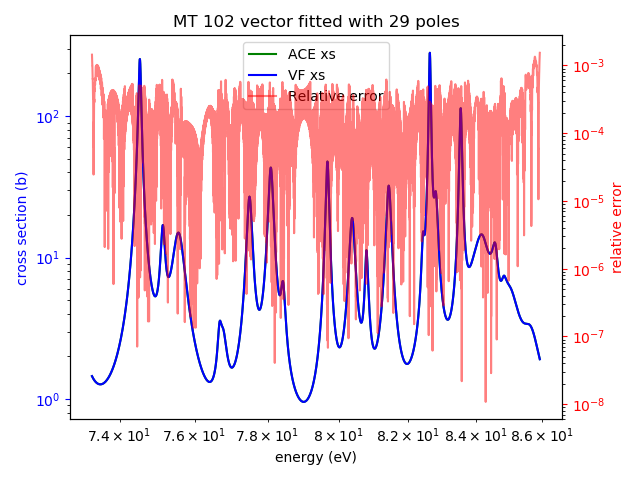 MT 102 vector fitted with 29 poles
ACE xs
VF xs
Relative error
cross section (b)
10² 10¹ 10⁰
relative error
10⁻³ 10⁻⁴ 10⁻⁵ 10⁻⁶ 10⁻⁷ 10⁻⁸
7.4 × 10¹ 7.6 × 10¹ 7.8 × 10¹ 8 × 10¹ 8.2 × 10¹ 8.4 × 10¹ 8.6 × 10¹
energy (eV)